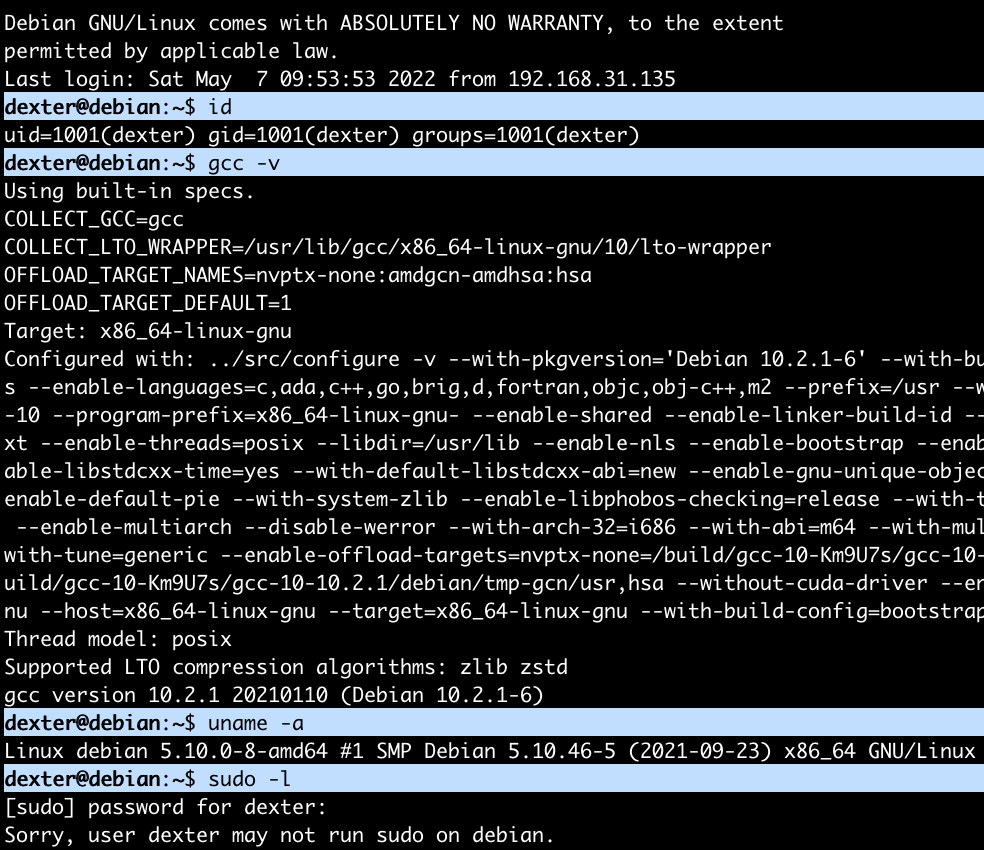 Debian GNU/Linux comes with ABSOLUTELY NO WARRANTY, to the extent
permitted by applicable law.
Last login: Sat May  7 09:53:53 2022 from 192.168.31.135
dexter@debian:~$ id
uid=1001(dexter) gid=1001(dexter) groups=1001(dexter)
dexter@debian:~$ gcc -v
Using built-in specs.
COLLECT_GCC=gcc
COLLECT_LTO_WRAPPER=/usr/lib/gcc/x86_64-linux-gnu/10/lto-wrapper
OFFLOAD_TARGET_NAMES=nvptx-none:amdgcn-amdhsa:hsa
OFFLOAD_TARGET_DEFAULT=1
Target: x86_64-linux-gnu
Configured with: ../src/configure -v --with-pkgversion='Debian 10.2.1-6' --with-bu
s --enable-languages=c,ada,c++,go,brig,d,fortran,objc,obj-c++,m2 --prefix=/usr --w
-10 --program-prefix=x86_64-linux-gnu- --enable-shared --enable-linker-build-id --
xt --enable-threads=posix --libdir=/usr/lib --enable-nls --enable-bootstrap --enab
able-libstdcxx-time=yes --with-default-libstdcxx-abi=new --enable-gnu-unique-objec
enable-default-pie --with-system-zlib --enable-libphobos-checking=release --with-t
 --enable-multiarch --disable-werror --with-arch-32=i686 --with-abi=m64 --with-mul
with-tune=generic --enable-offload-targets=nvptx-none=/build/gcc-10-Km9U7s/gcc-10-
uild/gcc-10-Km9U7s/gcc-10-10.2.1/debian/tmp-gcn/usr,hsa --without-cuda-driver --en
nu --host=x86_64-linux-gnu --target=x86_64-linux-gnu --with-build-config=bootstrap
Thread model: posix
Supported LTO compression algorithms: zlib zstd
gcc version 10.2.1 20210110 (Debian 10.2.1-6)
dexter@debian:~$ uname -a
Linux debian 5.10.0-8-amd64 #1 SMP Debian 5.10.46-5 (2021-09-23) x86_64 GNU/Linux
dexter@debian:~$ sudo -l
[sudo] password for dexter:
Sorry, user dexter may not run sudo on debian.